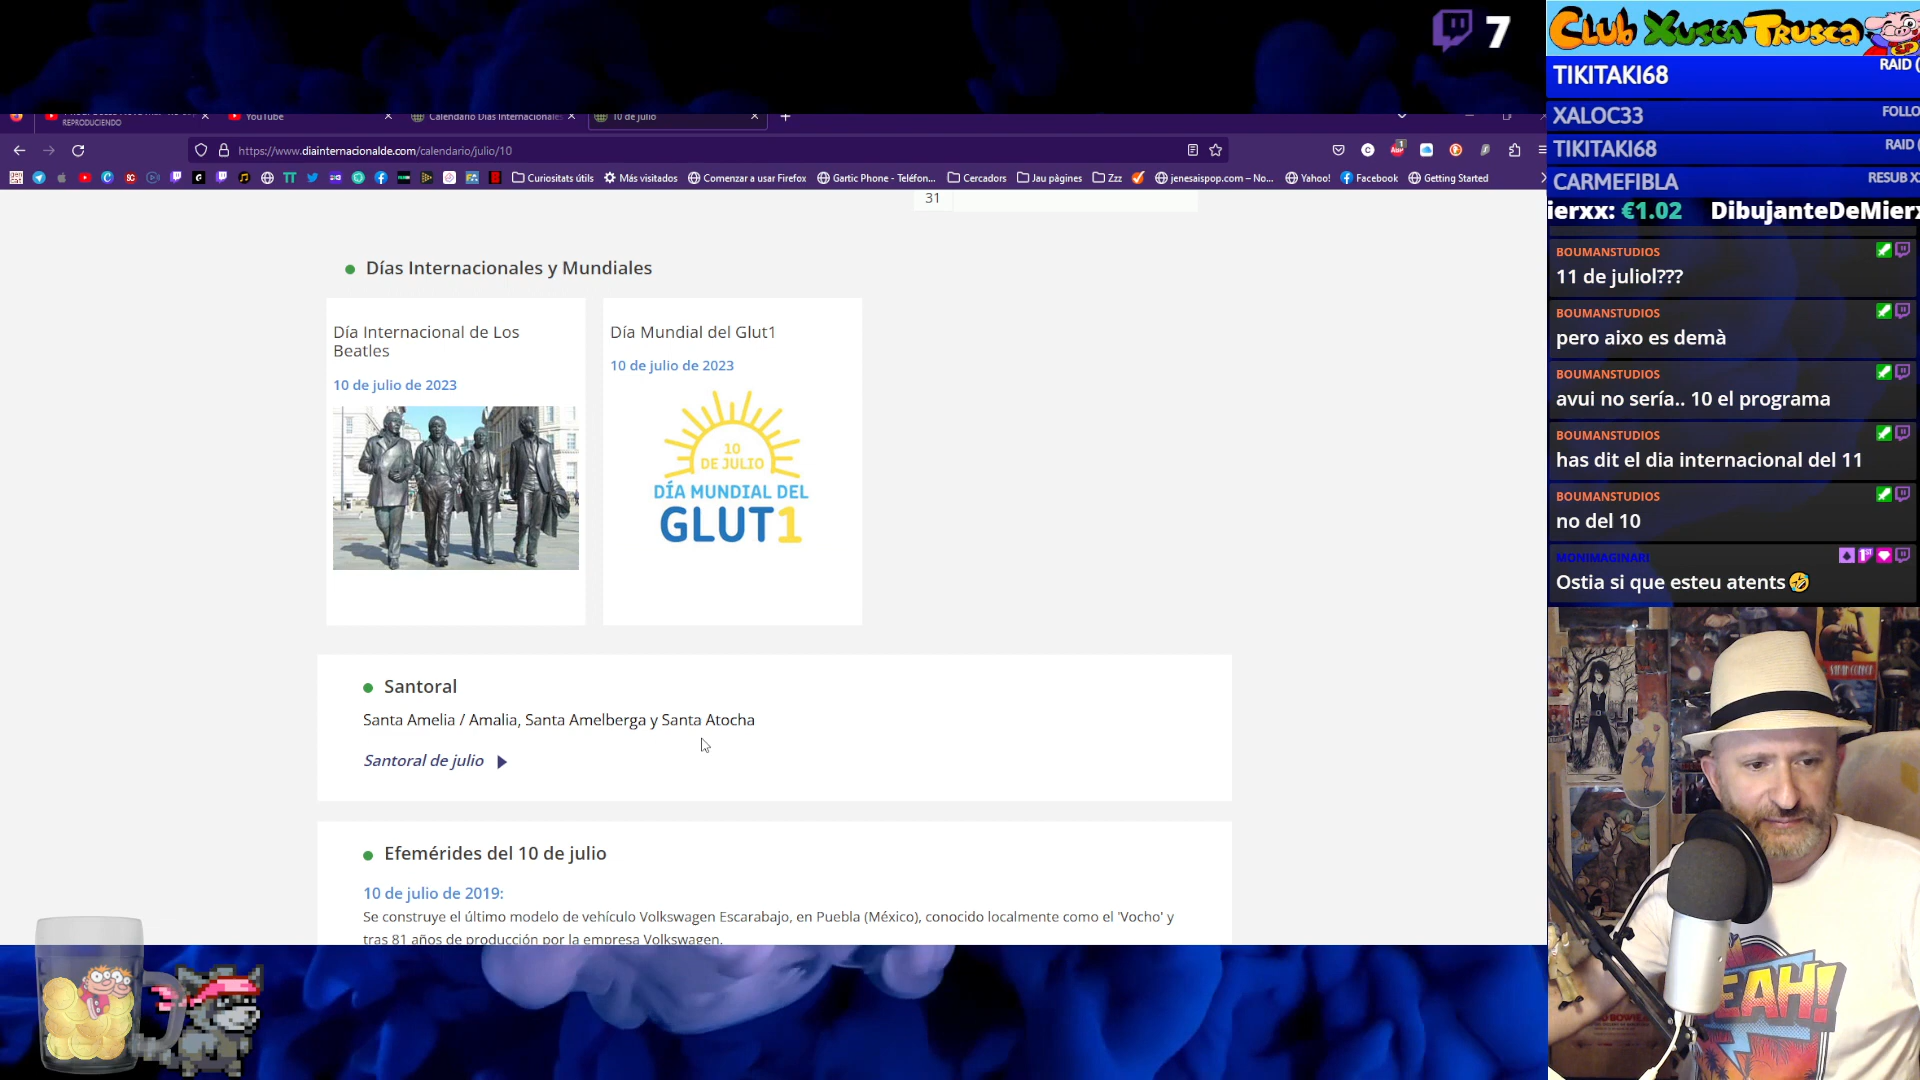 7
REPRODUCIENDO
YouTube
Calendario Días Internacionales
10 de julio
https://www.diainternacionalde.com/calendario/julio/10
Curiositats útils
Más visitados
Comenzar a usar Firefox
Gartic Phone - Teléfon...
Cercadors
Jau pàgines
Zzz
jenesaispop.com — No...
Yahoo!
Facebook
Getting Started
31
Días Internacionales y Mundiales
Día Internacional de Los
Beatles
10 de julio de 2023
Día Mundial del Glut1
10 de julio de 2023
10
DE JULIO
DÍA MUNDIAL DEL
GLUT1
Santoral
Santa Amelia / Amalia, Santa Amelberga y Santa Atocha
Santoral de julio
Efemérides del 10 de julio
10 de julio de 2019:
Se construye el último modelo de vehículo Volkswagen Escarabajo, en Puebla (México), conocido localmente como el 'Vocho' y
tras 81 años de producción por la empresa Volkswagen.
Club Xusca Trusca
TIKITAKI68 RAID (
XALOC33 FOLLO
TIKITAKI68 RAID (
CARMEFIBLA RESUB X
ierxx: €1.02 DibujanteDeMierx
BOUMANSTUDIOS
11 de juliol???
BOUMANSTUDIOS
pero aixo es demà
BOUMANSTUDIOS
avui no sería.. 10 el programa
BOUMANSTUDIOS
has dit el dia internacional del 11
BOUMANSTUDIOS
no del 10
MONIMAGINARI
Ostia si que esteu atents🤣
EAH!